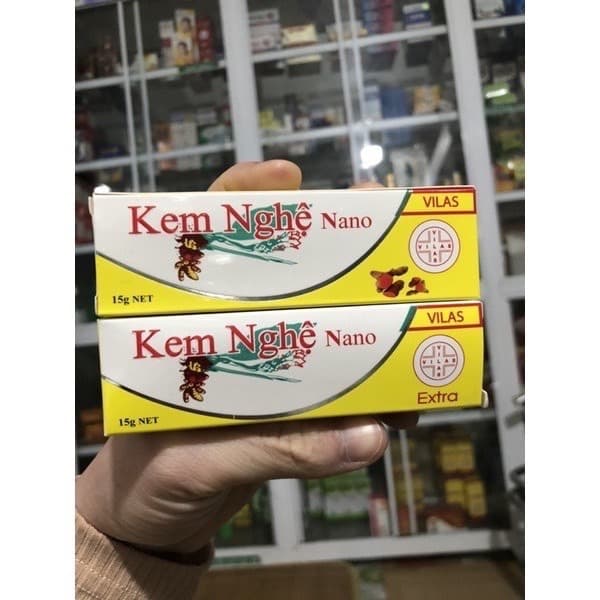 VILAS
Kem Nghệ Nano
VILAS
15g NET
VILAS
Kem Nghệ Nano
VILAS
Extra
15g NET